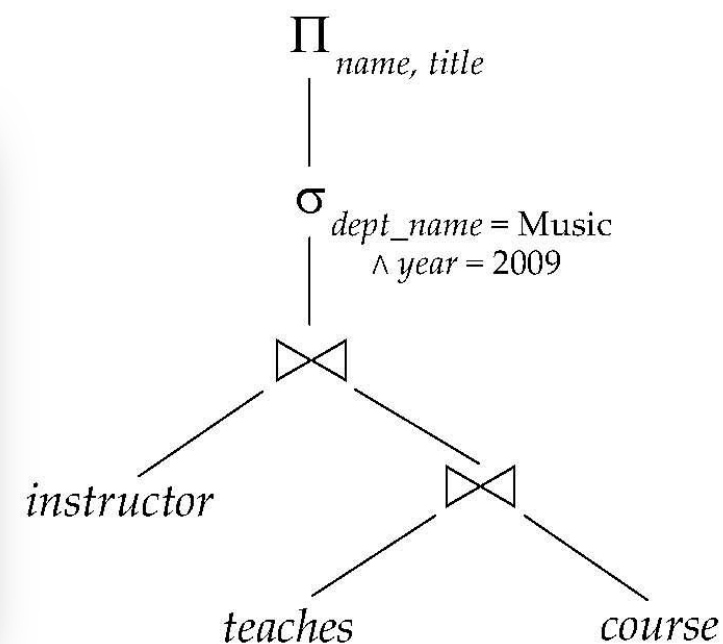 Π name, title
σ dept_name = Music
∧ year = 2009
⋈
instructor
⋈
teaches
course